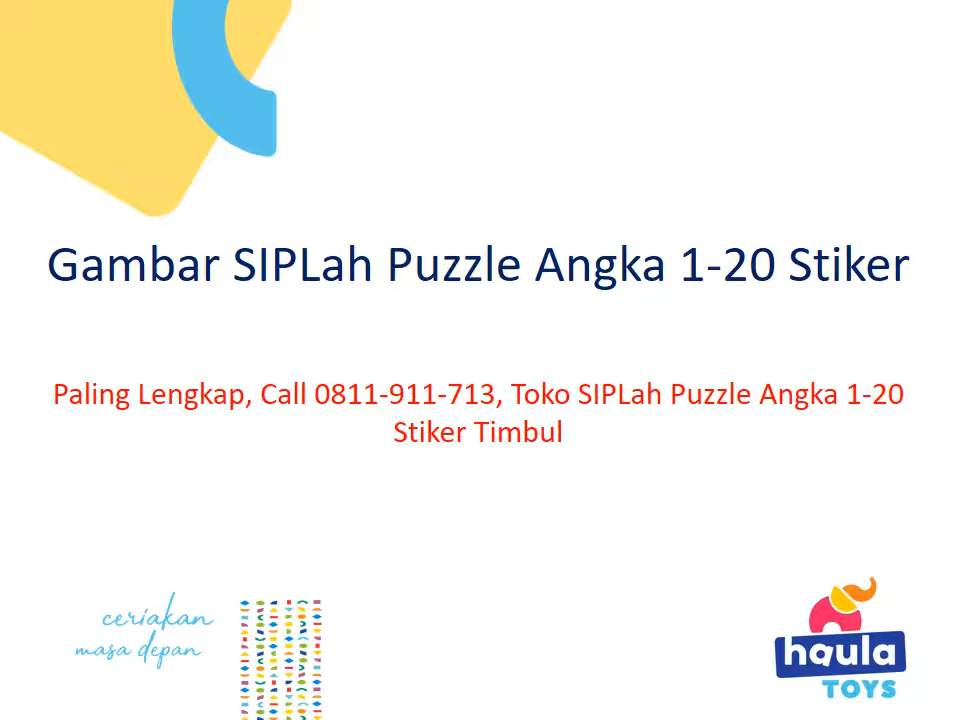 Gambar SIPLah Puzzle Angka 1-20 Stiker
Paling Lengkap, Call 0811-911-713, Toko SIPLah Puzzle Angka 1-20
Stiker Timbul
ceriakan
masa depan
haula
TOYS